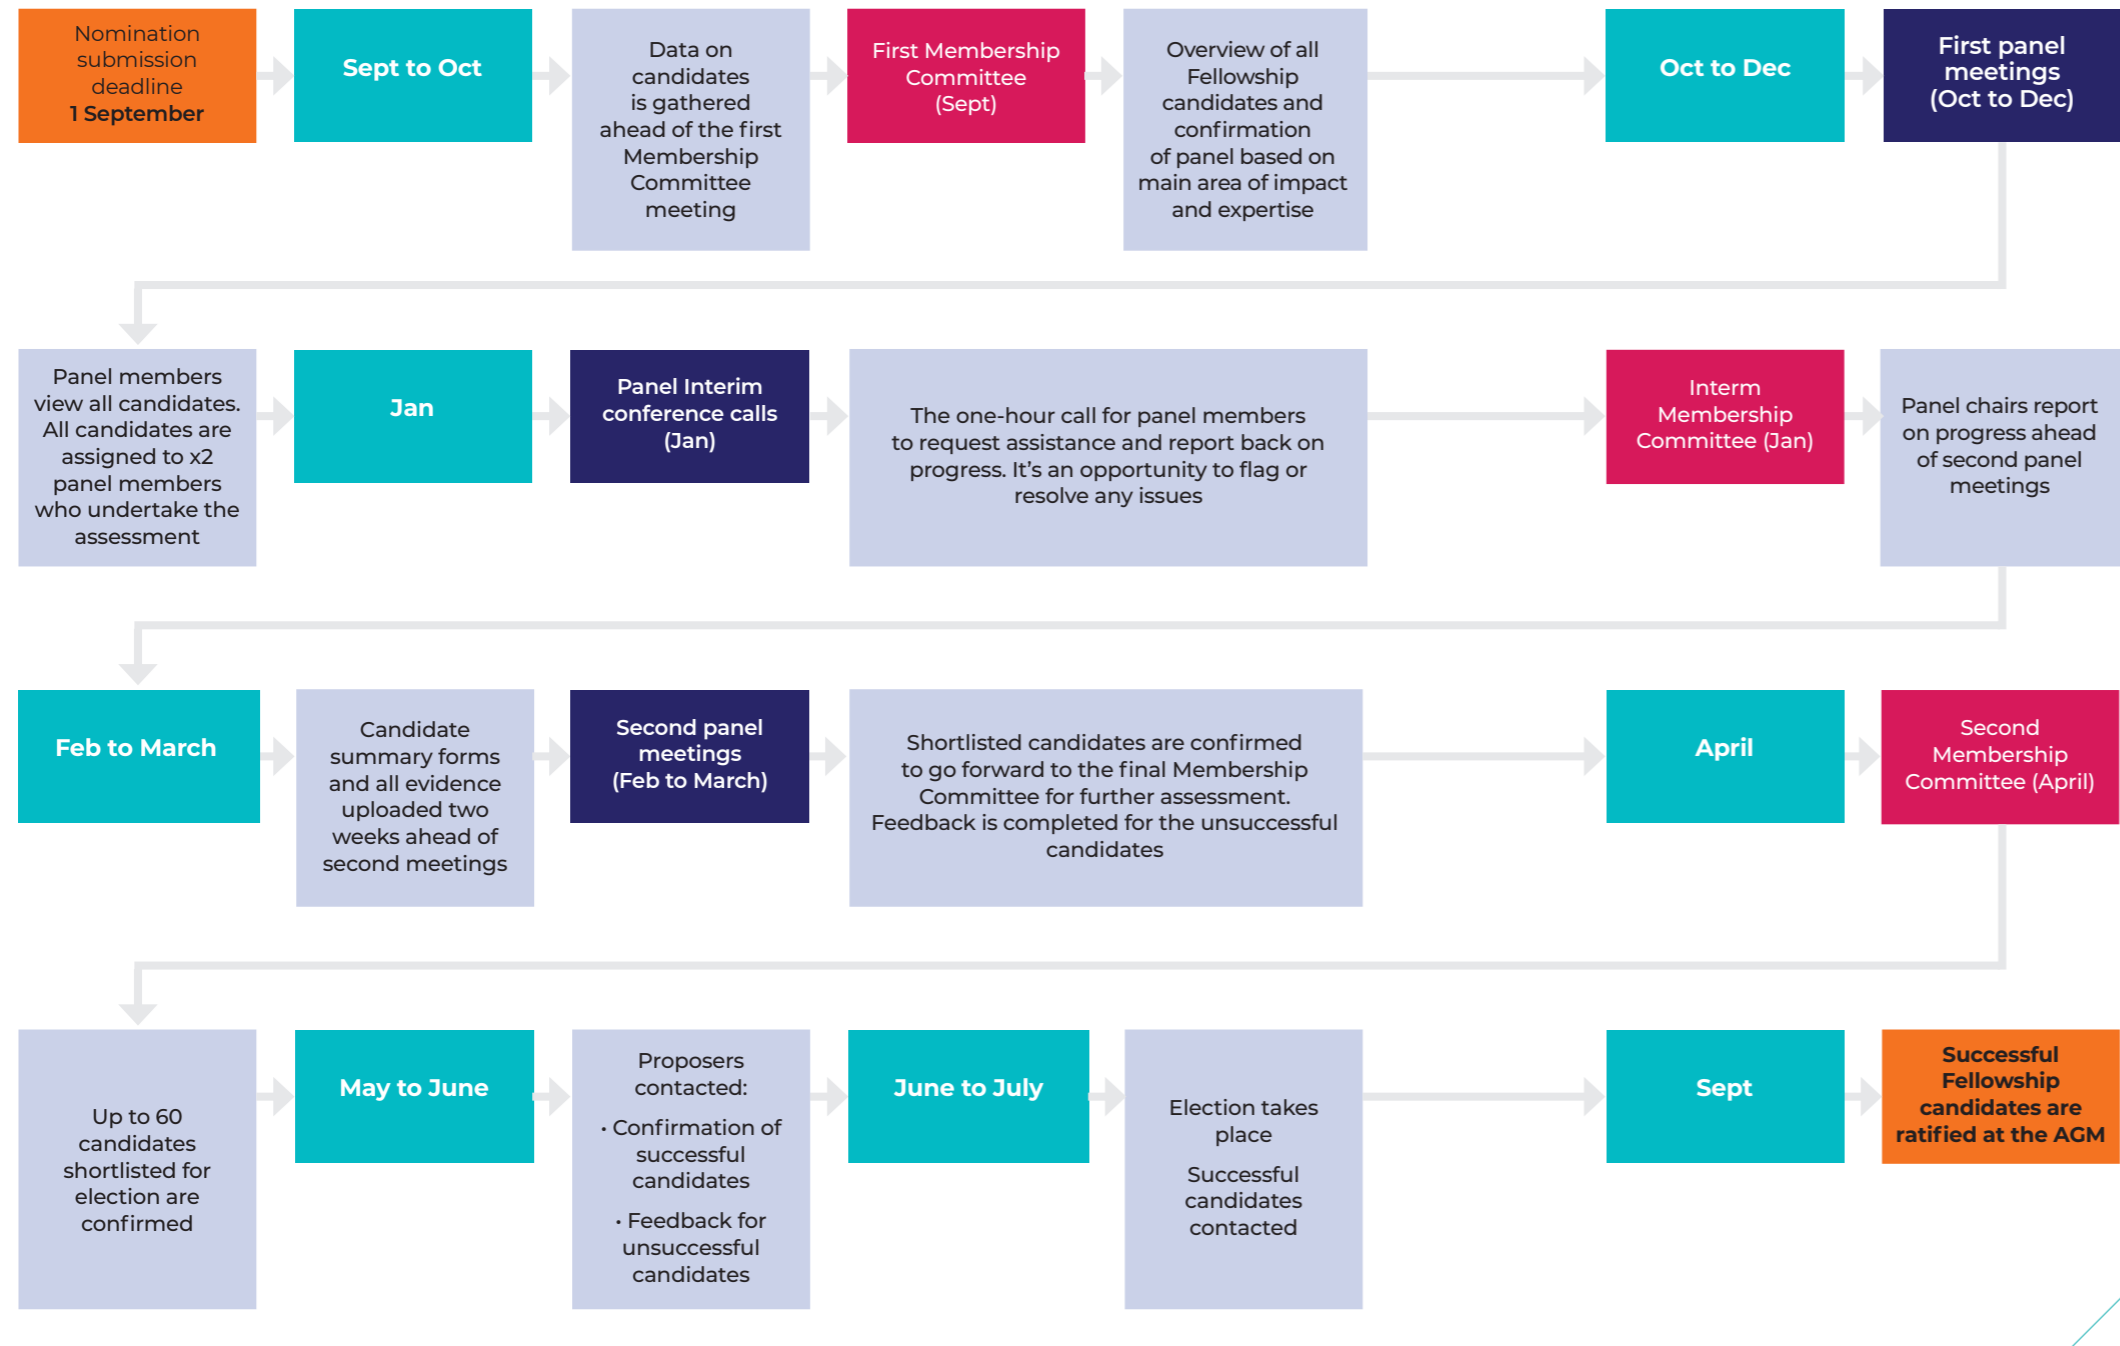 Nomination
submission
deadline
1 September
Sept to Oct
Data on
candidates
is gathered
ahead of the first
Membership
Committee
meeting
First Membership
Committee
(Sept)
Overview of all
Fellowship
candidates and
confirmation
of panel based on
main area of impact
and expertise
Oct to Dec
First panel
meetings
(Oct to Dec)
Panel members
view all candidates.
All candidates are
assigned to x2
panel members
who undertake the
assessment
Jan
Panel Interim
conference calls
(Jan)
The one-hour call for panel members
to request assistance and report back on
progress. It's an opportunity to flag or
resolve any issues
Interm
Membership
Committee (Jan)
Panel chairs report
on progress ahead
of second panel
meetings
Feb to March
Candidate
summary forms
and all evidence
uploaded two
weeks ahead of
second meetings
Second panel
meetings
(Feb to March)
Shortlisted candidates are confirmed
to go forward to the final Membership
Committee for further assessment.
Feedback is completed for the unsuccessful
candidates
April
Second
Membership
Committee (April)
Up to 60
candidates
shortlisted for
election are
confirmed
May to June
Proposers
contacted:
• Confirmation of
successful
candidates
• Feedback for
unsuccessful
candidates
June to July
Election takes
place
Successful
candidates
contacted
Sept
Successful
Fellowship
candidates are
ratified at the AGM